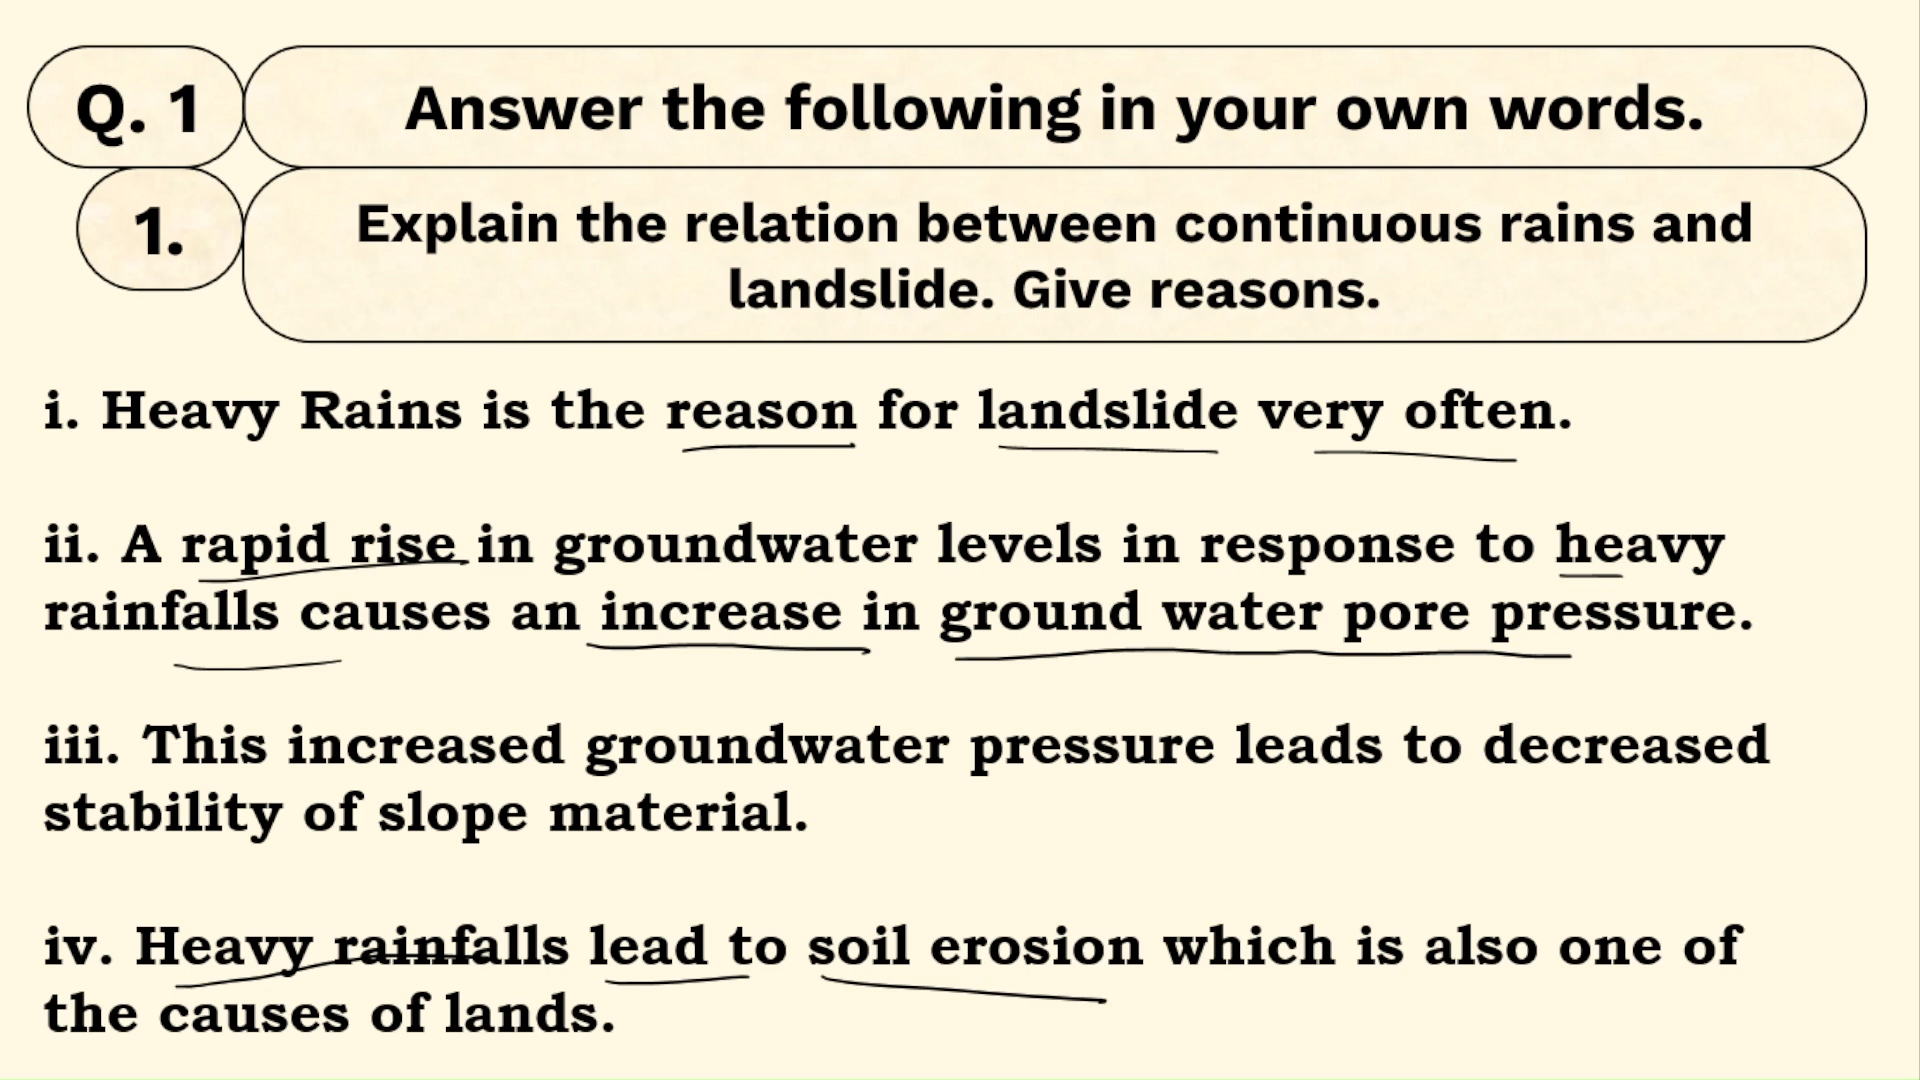 Q. 1 Answer the following in your own words.
1. Explain the relation between continuous rains and
landslide. Give reasons.
i. Heavy Rains is the reason for landslide very often.
ii. A rapid rise in groundwater levels in response to heavy
rainfalls causes an increase in ground water pore pressure.
iii. This increased groundwater pressure leads to decreased
stability of slope material.
iv. Heavy rainfalls lead to soil erosion which is also one of
the causes of lands.